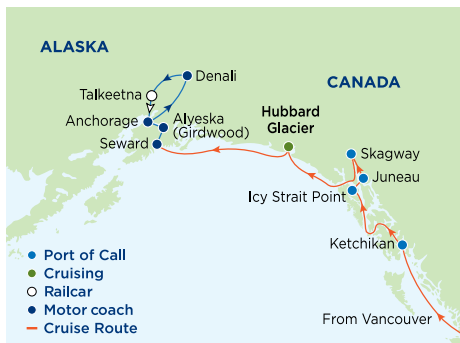 ALASKA
CANADA
Denali
Talkeetna
Anchorage
Alyeska
(Girdwood)
Seward
Hubbard
Glacier
Skagway
Juneau
Icy Strait Point
Ketchikan
From Vancouver
Port of Call
Cruising
Railcar
Motor coach
Cruise Route